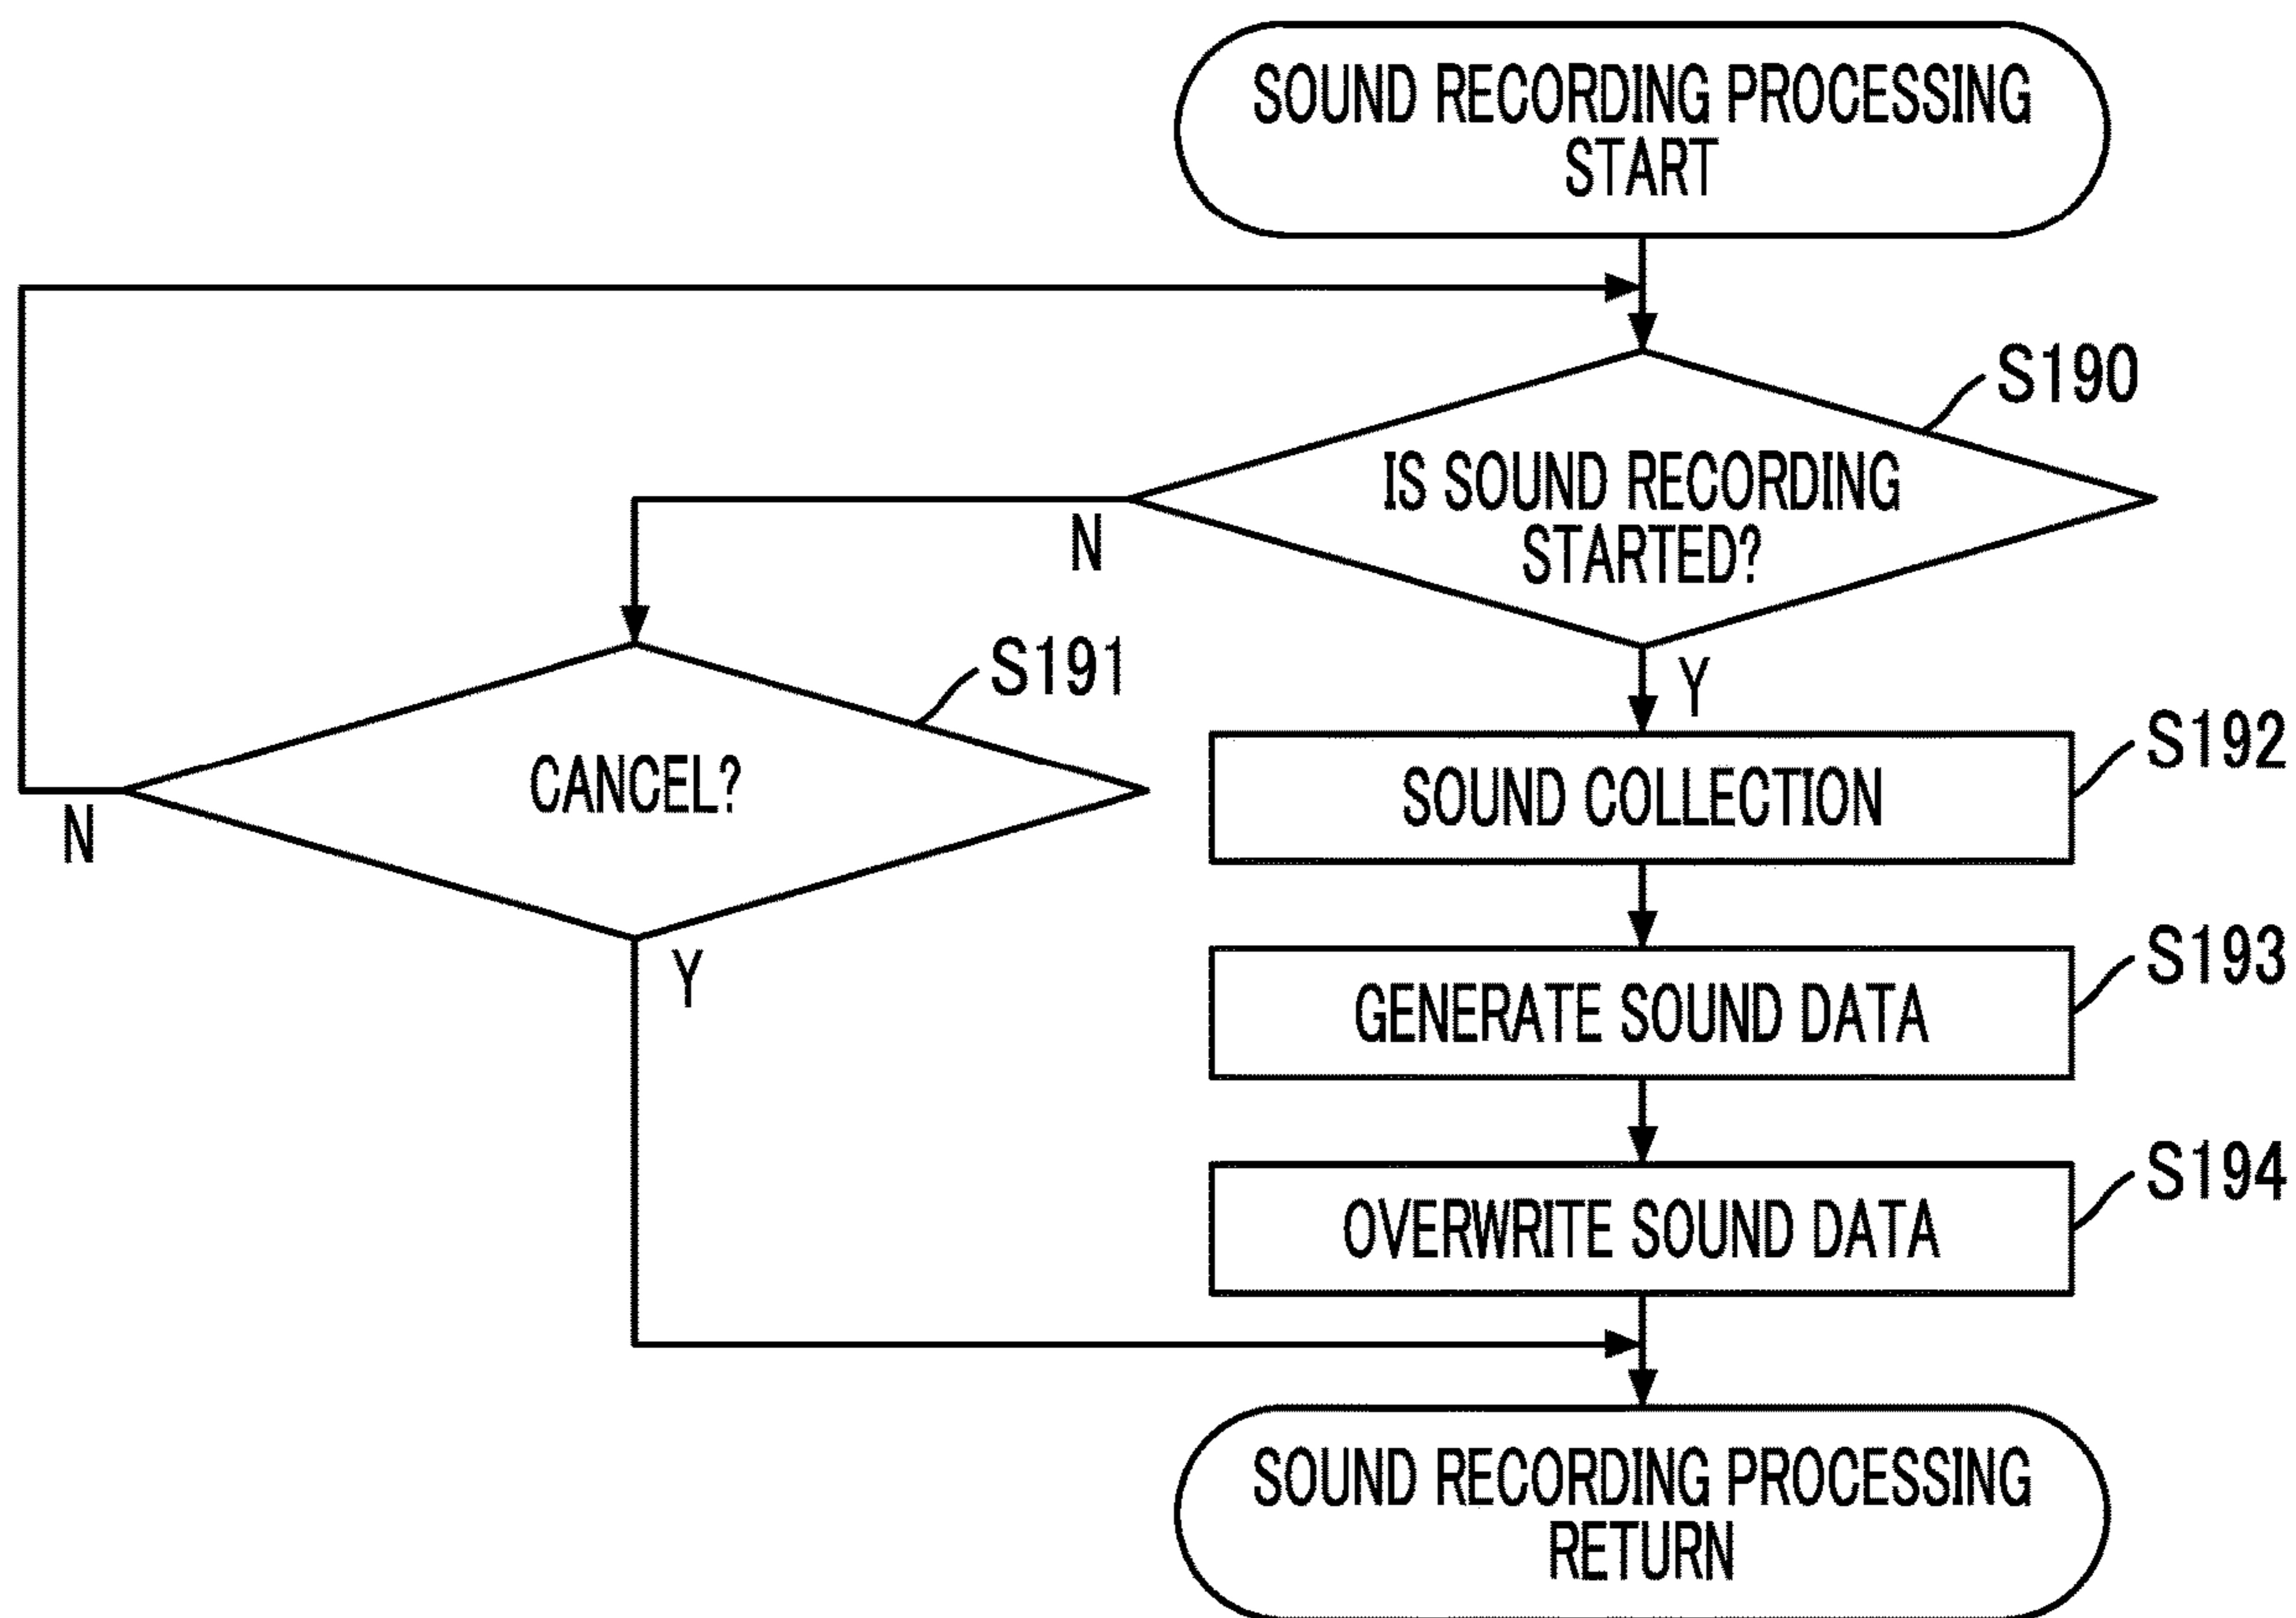 SOUND RECORDING PROCESSING
START
S190
IS SOUND RECORDING
STARTED?
N
S191
Y
CANCEL?
S192
SOUND COLLECTION
N
S193
Y
GENERATE SOUND DATA
S194
OVERWRITE SOUND DATA
SOUND RECORDING PROCESSING
RETURN